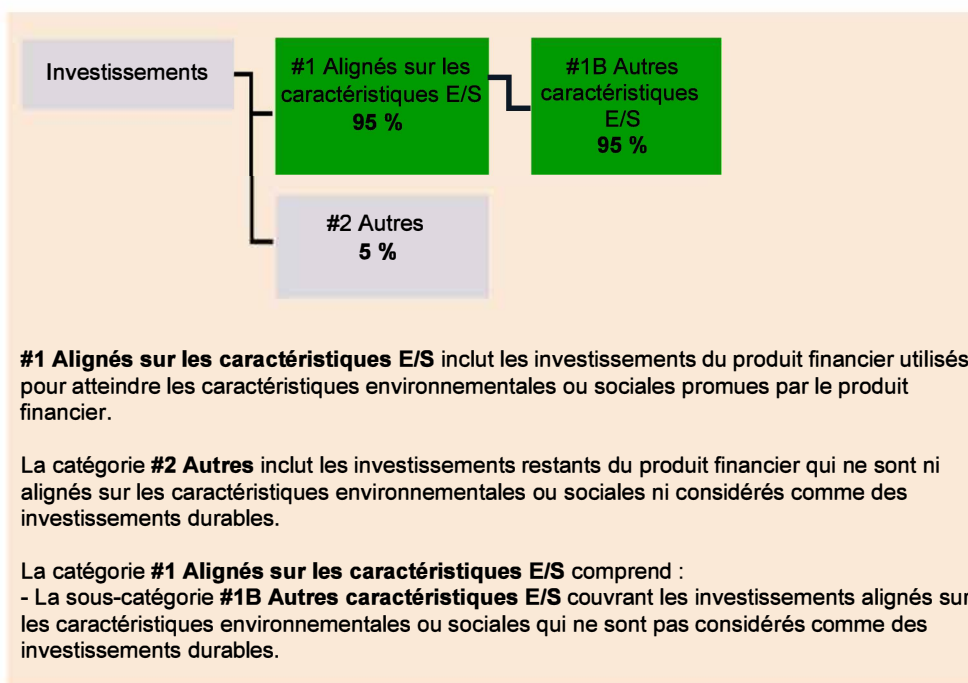 Investissements
#1 Alignés sur les
caractéristiques E/S
95 %
#1B Autres
caractéristiques
E/S
95 %
#2 Autres
5 %
#1 Alignés sur les caractéristiques E/S inclut les investissements du produit financier utilisés
pour atteindre les caractéristiques environnementales ou sociales promues par le produit
financier.
La catégorie #2 Autres inclut les investissements restants du produit financier qui ne sont ni
alignés sur les caractéristiques environnementales ou sociales ni considérés comme des
investissements durables.
La catégorie #1 Alignés sur les caractéristiques E/S comprend :
- La sous-catégorie #1B Autres caractéristiques E/S couvrant les investissements alignés sur
les caractéristiques environnementales ou sociales qui ne sont pas considérés comme des
investissements durables.